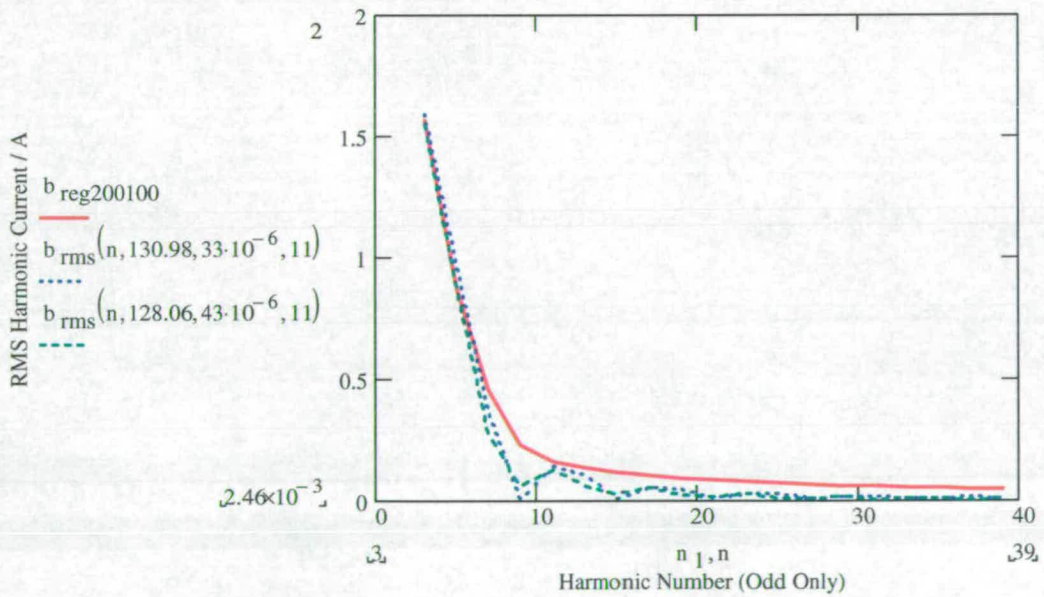 2
1.5
1
0.5
0
RMS Harmonic Current / A
b reg200100
b rms(n, 130.98, 33·10⁻⁶, 11)
b rms(n, 128.06, 43·10⁻⁶, 11)
2.46×10⁻³
0 10 20 30 40
3 n 1, n 39
Harmonic Number (Odd Only)